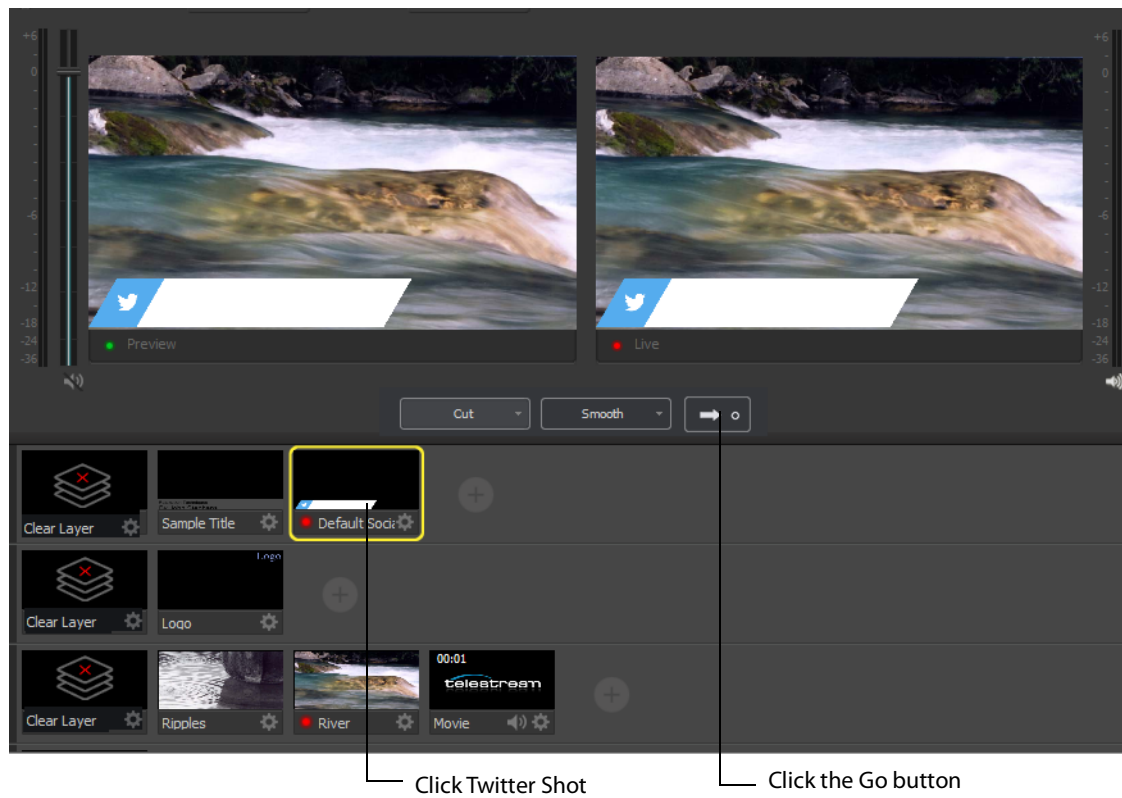 +6
+6
0
0
-6
-6
-12
-12
-18
-18
-24
-24
-36
-36
Preview
Live
Cut
Smooth
Clear Layer
Sample Title
Default Socia
Logo
Clear Layer
Logo
00:01
telestream
Clear Layer
Ripples
River
Movie
Click Twitter Shot
Click the Go button